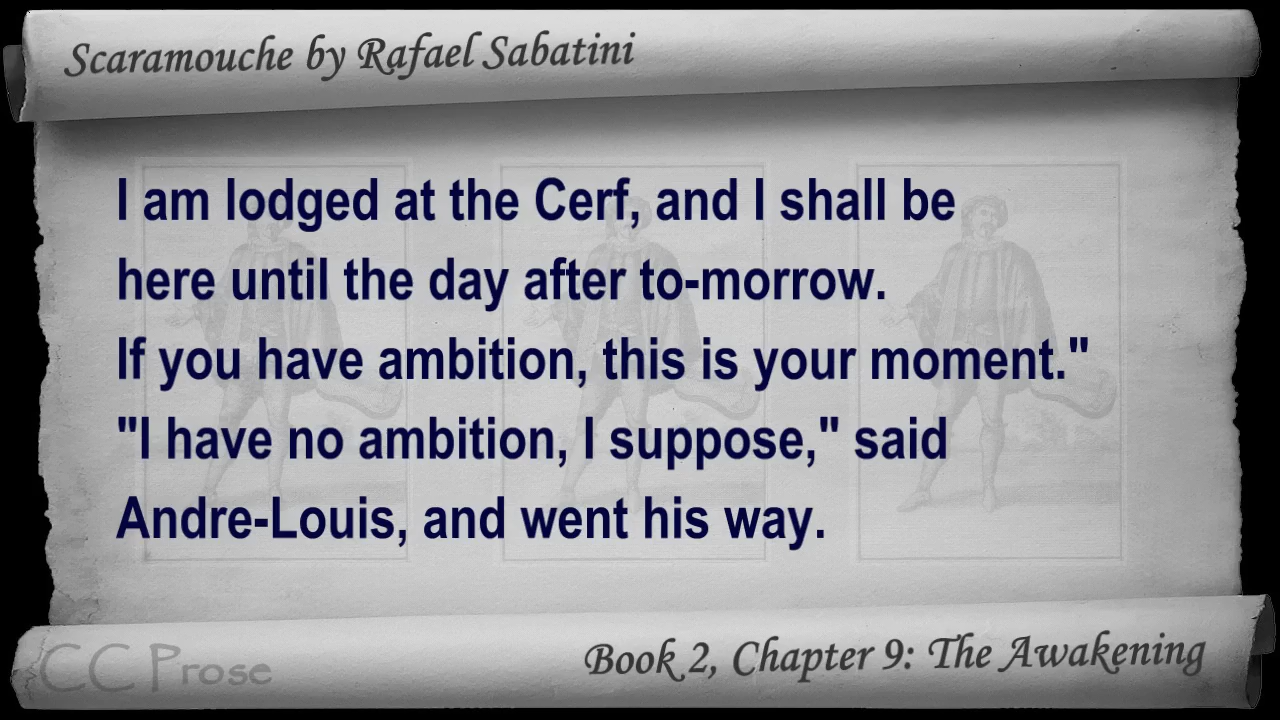 Scaramouche by Rafael Sabatini
I am lodged at the Cerf, and I shall be
here until the day after to-morrow.
If you have ambition, this is your moment."
"I have no ambition, I suppose," said
Andre-Louis, and went his way.
CC Prose
Book 2, Chapter 9: The Awakening